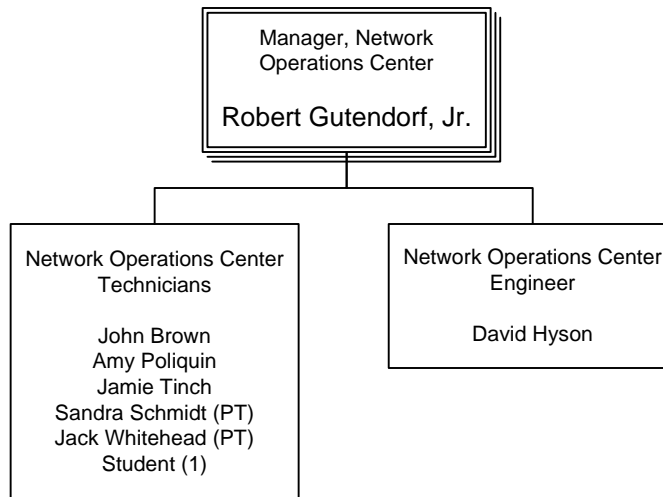 Manager, Network
Operations Center
Robert Gutendorf, Jr.
Network Operations Center
Technicians
John Brown
Amy Poliquin
Jamie Tinch
Sandra Schmidt (PT)
Jack Whitehead (PT)
Student (1)
Network Operations Center
Engineer
David Hyson